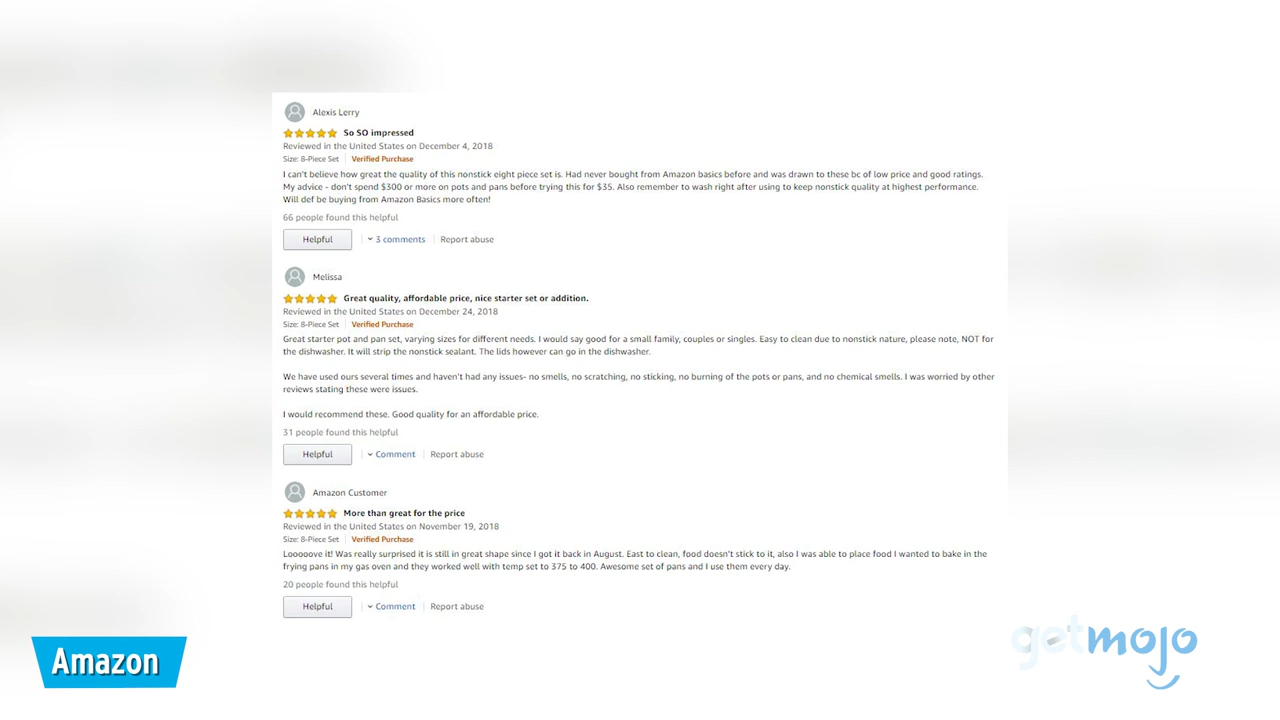 Alexis Lerry
So SO impressed
Reviewed in the United States on December 4, 2018
Size: 8-Piece Set | Verified Purchase
I can't believe how great the quality of this nonstick eight piece set is. Had never bought from Amazon basics before and was drawn to these bc of low price and good ratings.
My advice - don't spend $300 or more on pots and pans before trying this for $35. Also remember to wash right after using to keep nonstick quality at highest performance.
Will def be buying from Amazon Basics more often!
66 people found this helpful
Helpful | 3 comments | Report abuse
Melissa
Great quality, affordable price, nice starter set or addition.
Reviewed in the United States on December 24, 2018
Size: 8-Piece Set | Verified Purchase
Great starter pot and pan set, varying sizes for different needs. I would say good for a small family, couples or singles. Easy to clean due to nonstick nature, please note, NOT for
the dishwasher. It will strip the nonstick sealant. The lids however can go in the dishwasher.
We have used ours several times and haven't had any issues- no smells, no scratching, no sticking, no burning of the pots or pans, and no chemical smells. I was worried by other
reviews stating these were issues.
I would recommend these. Good quality for an affordable price.
31 people found this helpful
Helpful | Comment | Report abuse
Amazon Customer
More than great for the price
Reviewed in the United States on November 19, 2018
Size: 8-Piece Set | Verified Purchase
Looooove it! Was really surprised it is still in great shape since I got it back in August. East to clean, food doesn't stick to it, also I was able to place food I wanted to bake in the
frying pans in my gas oven and they worked well with temp set to 375 to 400. Awesome set of pans and I use them every day.
20 people found this helpful
Helpful | Comment | Report abuse
Amazon
getmojo